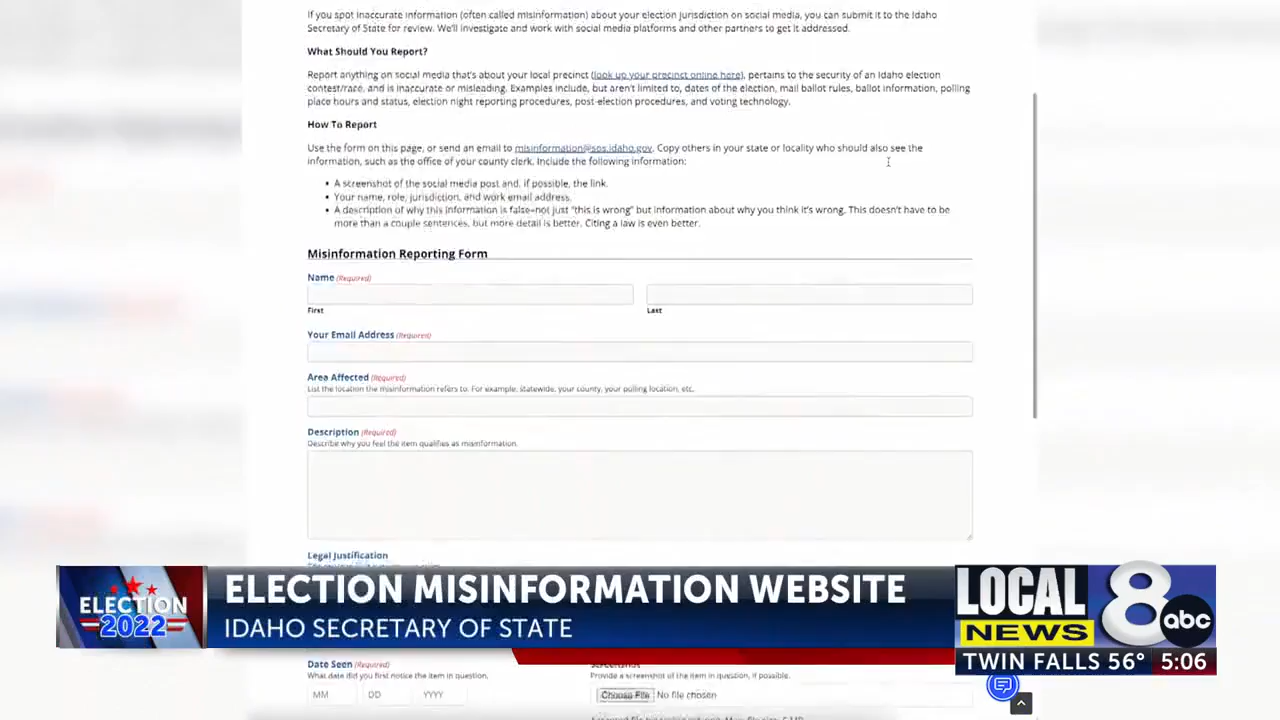 If you spot inaccurate information (often called misinformation) about your election jurisdiction on social media, you can submit it to the Idaho
Secretary of State for review. We'll investigate and work with social media platforms and other partners to get it addressed.
What Should You Report?
Report anything on social media that's about your local precinct (look up your precinct online here), pertains to the security of an Idaho election
contest/race, and is inaccurate or misleading. Examples include, but aren't limited to, dates of the election, mail ballot rules, ballot information, polling
place hours and status, election night reporting procedures, post-election procedures, and voting technology.
How To Report
Use the form on this page, or send an email to misinformation@sos.idaho.gov. Copy others in your state or locality who should also see the
information, such as the office of your county clerk. Include the following information:
• A screenshot of the social media post and, if possible, the link.
• Your name, role, jurisdiction, and work email address.
• A description of why this information is false–not just "this is wrong" but information about why you think it's wrong. This doesn't have to be
more than a couple sentences, but more detail is better. Citing a law is even better.
Misinformation Reporting Form
Name (Required)
First
Last
Your Email Address (Required)
Area Affected (Required)
List the location the misinformation refers to. For example, statewide, your county, your polling location, etc.
Description (Required)
Describe why you feel the item qualifies as misinformation.
Legal Justification
ELECTION
2022
ELECTION MISINFORMATION WEBSITE
IDAHO SECRETARY OF STATE
LOCAL
NEWS
8
abc
TWIN FALLS 56° 5:06
Date Seen (Required)
What date did you first notice the item in question.
MM
DD
YYYY
Screenshot
Provide a screenshot of the item in question, if possible.
Choose File No file chosen